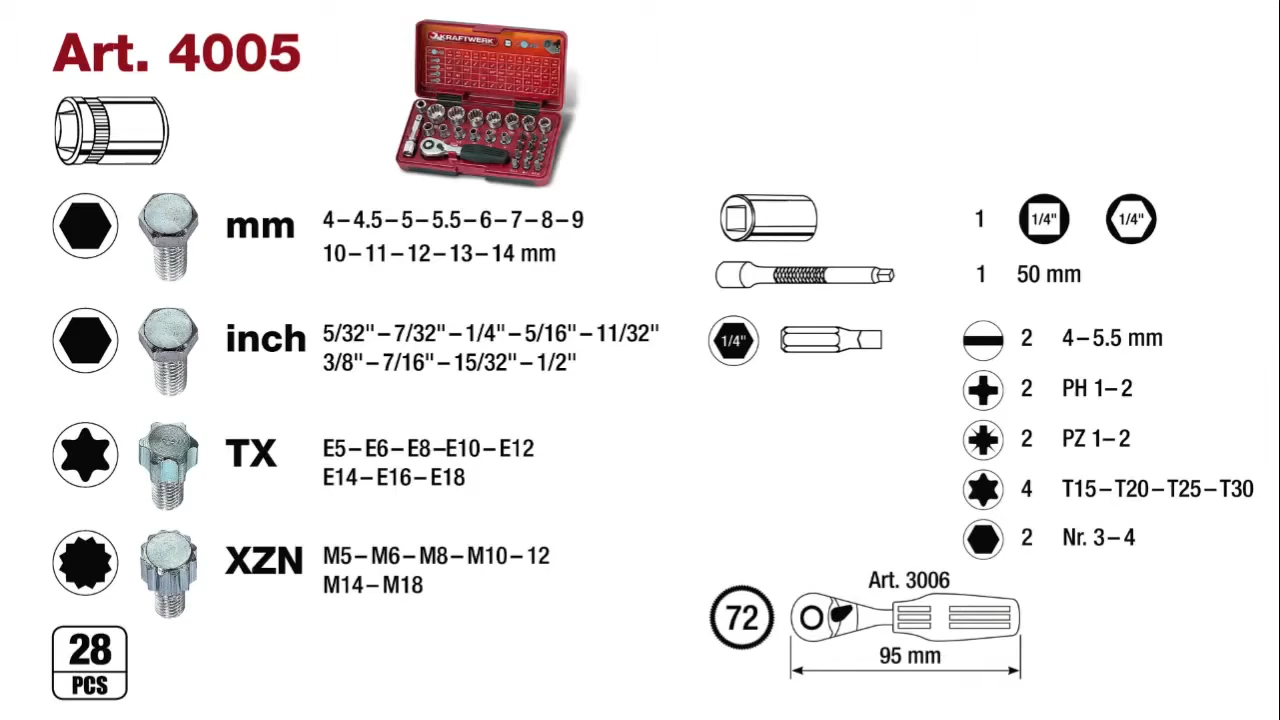 Art. 4005
KRAFTWERK
mm
4 – 4.5 – 5 – 5.5 – 6 – 7 – 8 – 9
10 – 11 – 12 – 13 – 14 mm
inch
5/32" – 7/32" – 1/4" – 5/16" – 11/32"
3/8" – 7/16" – 15/32" – 1/2"
TX
E5 – E6 – E8 –E10 – E12
E14 – E16 – E18
XZN
M5 – M6 – M8 – M10 – 12
M14 – M18
28
PCS
1 1/4" 1/4"
1 50 mm
1/4"
2 4 – 5.5 mm
2 PH 1– 2
2 PZ 1– 2
4 T15 – T20 – T25 – T30
2 Nr. 3 – 4
Art. 3006
72
95 mm